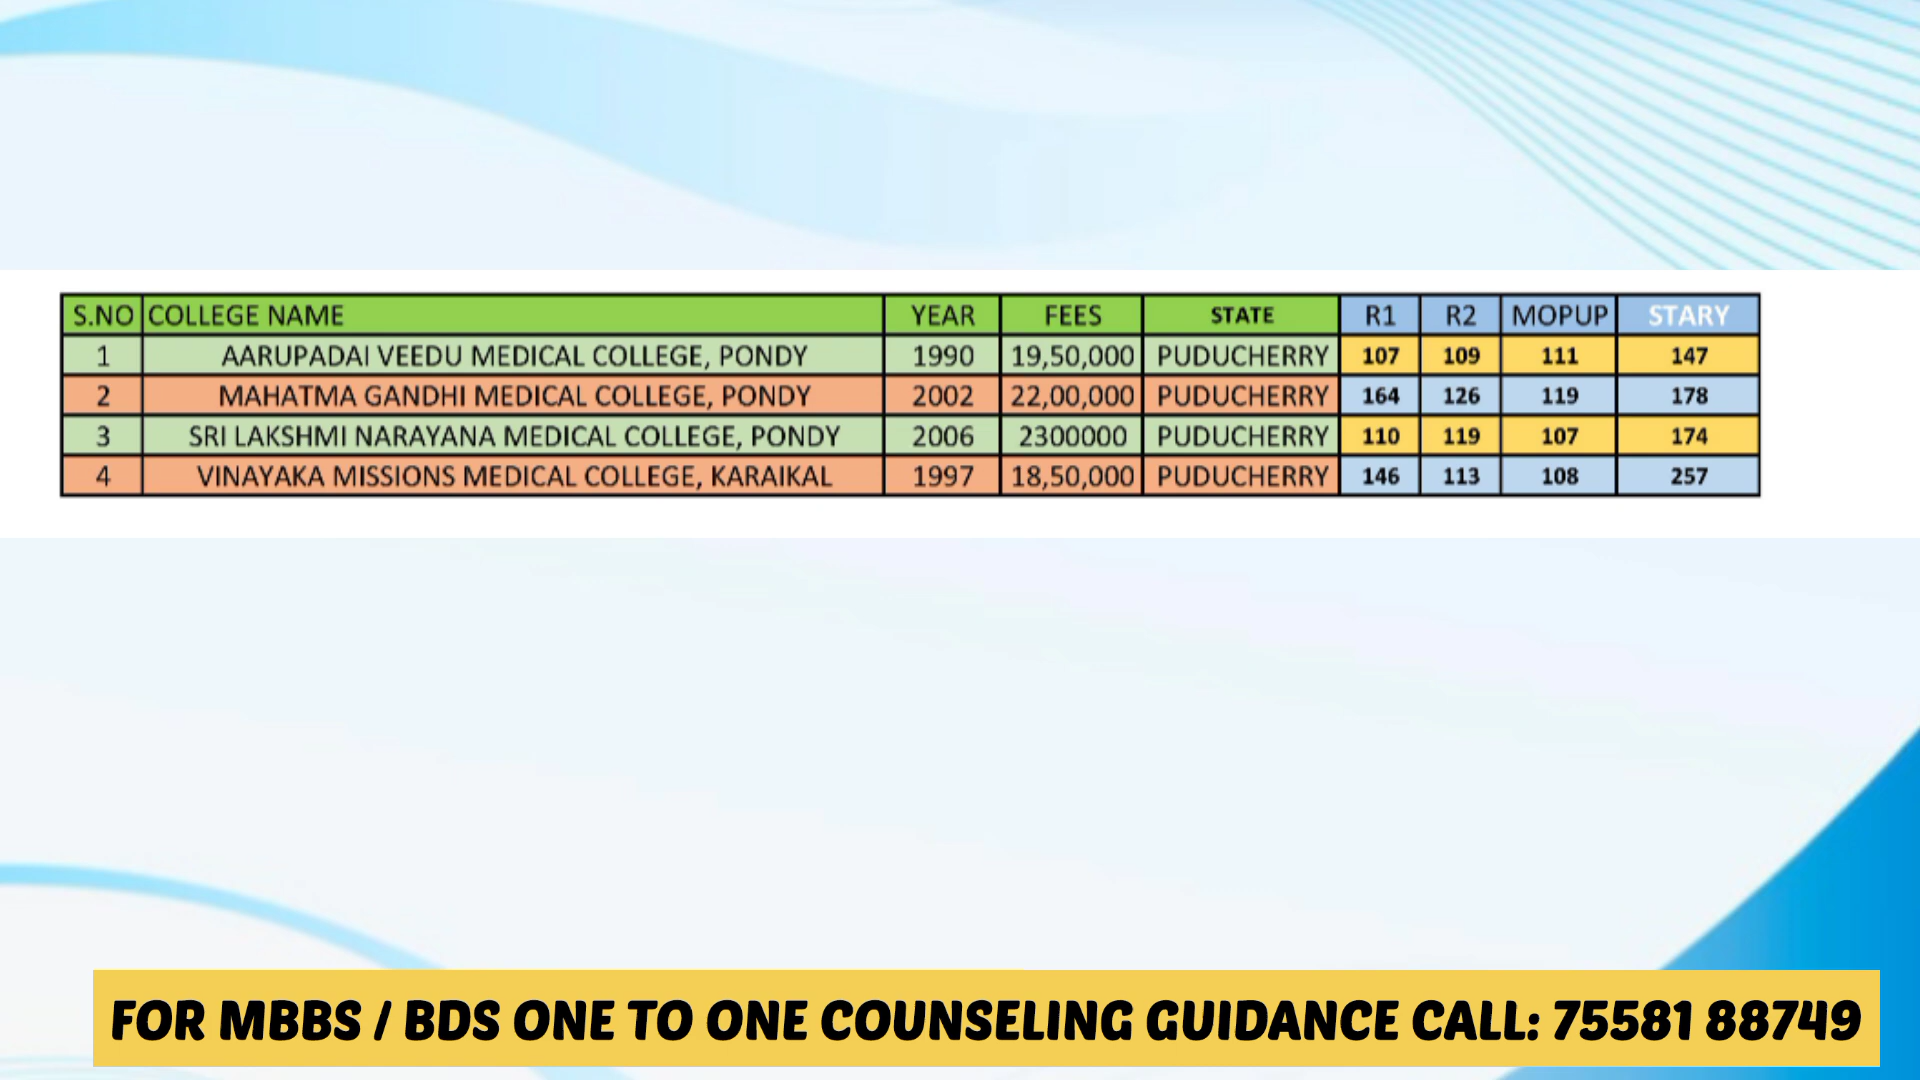 S.NO COLLEGE NAME YEAR FEES STATE R1 R2 MOPUP STARY
1 AARUPADAI VEEDU MEDICAL COLLEGE, PONDY 1990 19,50,000 PUDUCHERRY 107 109 111 147
2 MAHATMA GANDHI MEDICAL COLLEGE, PONDY 2002 22,00,000 PUDUCHERRY 164 126 119 178
3 SRI LAKSHMI NARAYANA MEDICAL COLLEGE, PONDY 2006 2300000 PUDUCHERRY 110 119 107 174
4 VINAYAKA MISSIONS MEDICAL COLLEGE, KARAIKAL 1997 18,50,000 PUDUCHERRY 146 113 108 257
FOR MBBS / BDS ONE TO ONE COUNSELING GUIDANCE CALL: 75581 88749